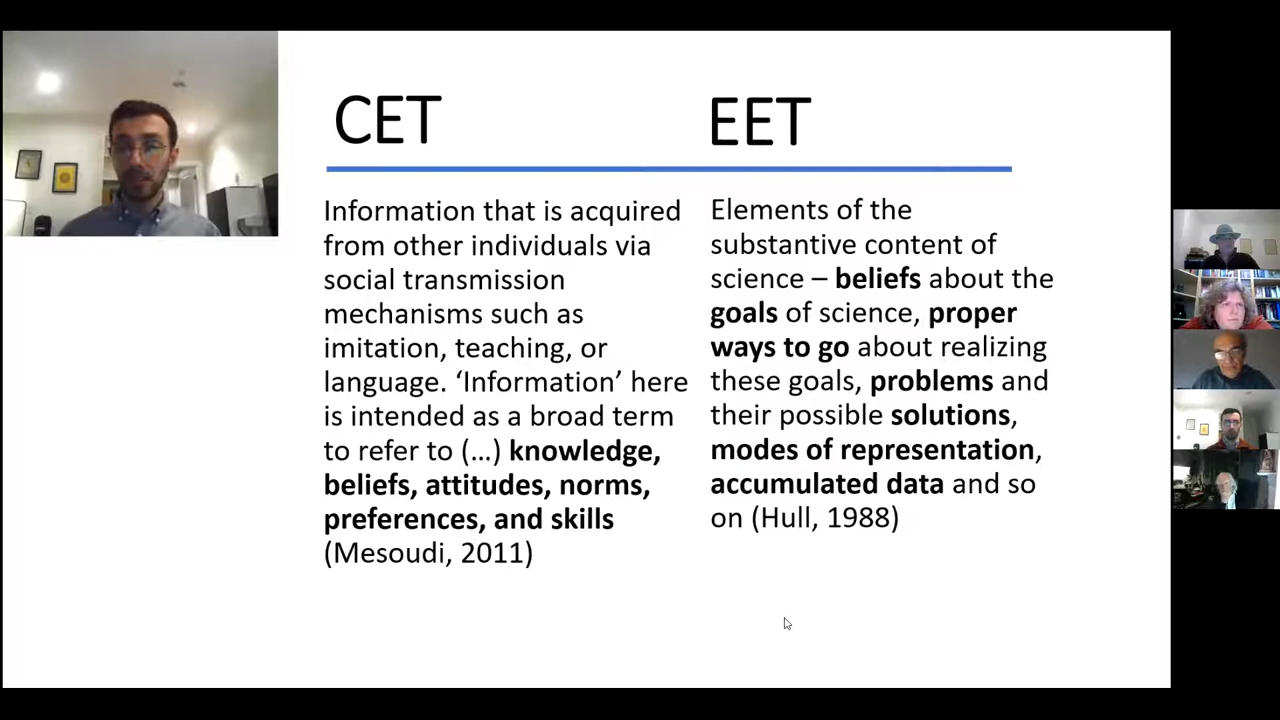 CET
Information that is acquired
from other individuals via
social transmission
mechanisms such as
imitation, teaching, or
language. ‘Information’ here
is intended as a broad term
to refer to (…) knowledge,
beliefs, attitudes, norms,
preferences, and skills
(Mesoudi, 2011)
EET
Elements of the
substantive content of
science – beliefs about the
goals of science, proper
ways to go about realizing
these goals, problems and
their possible solutions,
modes of representation,
accumulated data and so
on (Hull, 1988)